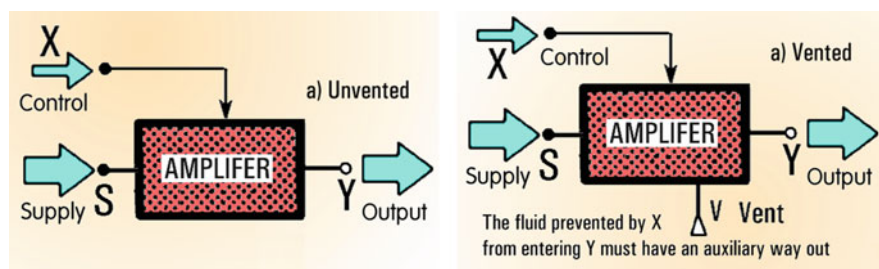 X
Control
a) Unvented
AMPLIFER
Supply S
Y Output
X
Control
a) Vented
AMPLIFER
Supply S
Y
Output
V Vent
The fluid prevented by X
from entering Y must have an auxiliary way out